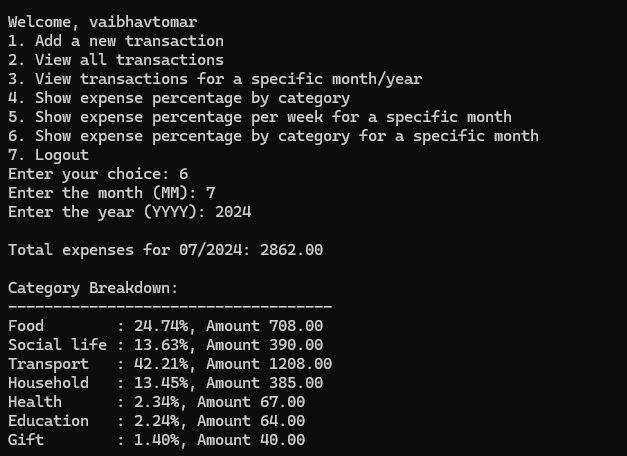 Welcome, vaibhavtomar
1. Add a new transaction
2. View all transactions
3. View transactions for a specific month/year
4. Show expense percentage by category
5. Show expense percentage per week for a specific month
6. Show expense percentage by category for a specific month
7. Logout
Enter your choice: 6
Enter the month (MM): 7
Enter the year (YYYY): 2024
Total expenses for 07/2024: 2862.00
Category Breakdown:
------------------------------------
Food        : 24.74%, Amount 708.00
Social life : 13.63%, Amount 390.00
Transport   : 42.21%, Amount 1208.00
Household   : 13.45%, Amount 385.00
Health      : 2.34%, Amount 67.00
Education   : 2.24%, Amount 64.00
Gift        : 1.40%, Amount 40.00